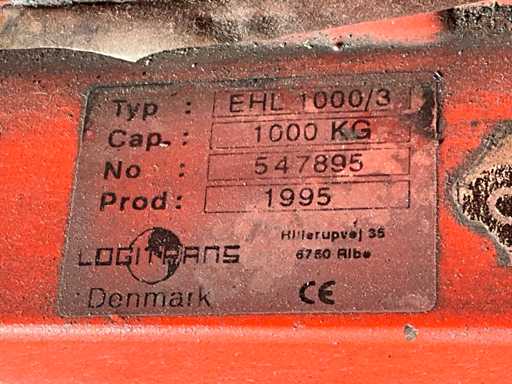 Typ : EHL 1000/3
Cap. : 1000 KG
No : 547895
Prod : 1995
LOGITRANS
Hillerupvej 35
6760 Ribe
Denmark
CE